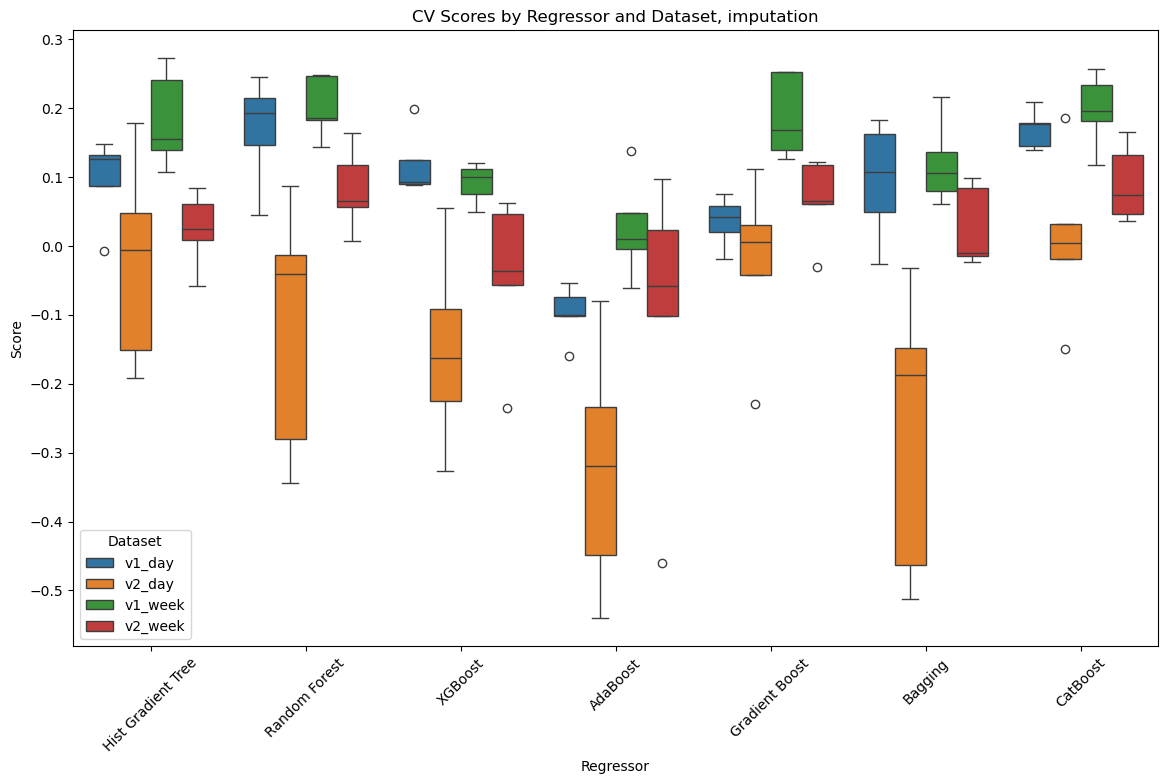 CV Scores by Regressor and Dataset, imputation
Score
0.3
0.2
0.1
0.0
−0.1
−0.2
−0.3
−0.4
−0.5
Dataset
v1_day
v2_day
v1_week
v2_week
Hist Gradient Tree
Random Forest
XGBoost
AdaBoost
Gradient Boost
Bagging
CatBoost
Regressor